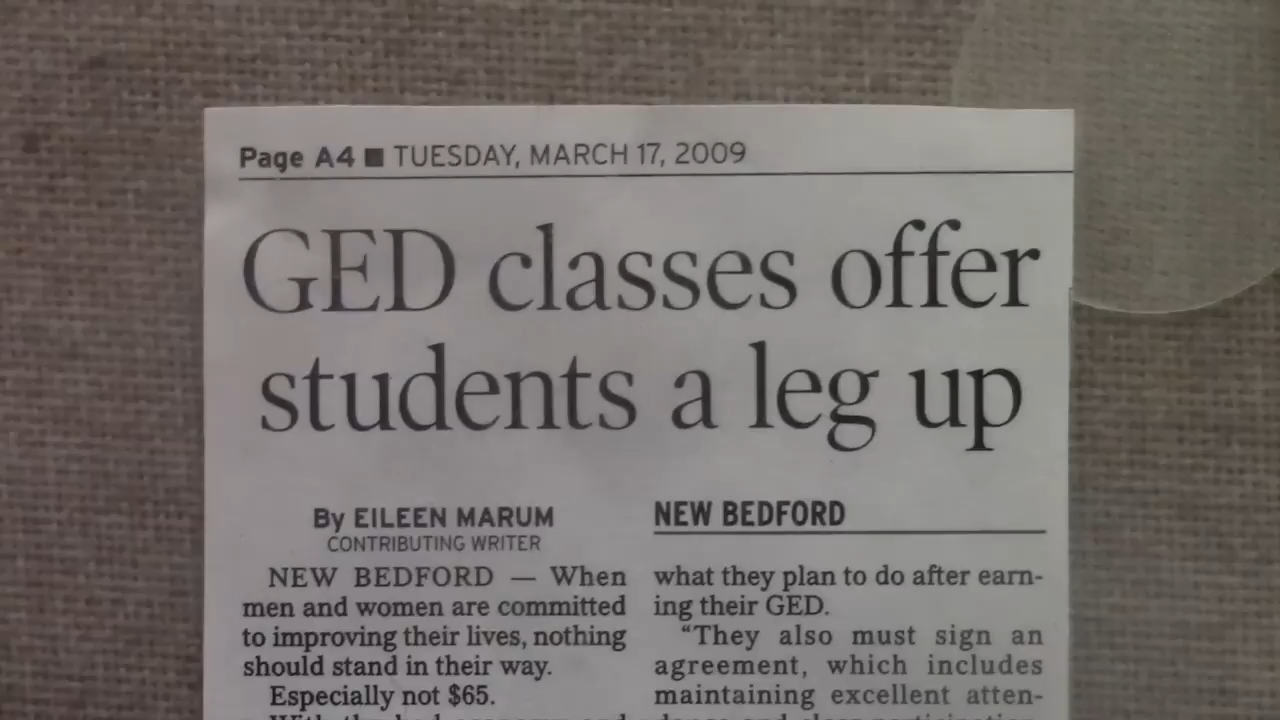 Page A4 ■ TUESDAY, MARCH 17, 2009
GED classes offer
students a leg up
By EILEEN MARUM
CONTRIBUTING WRITER
NEW BEDFORD — When
men and women are committed
to improving their lives, nothing
should stand in their way.
Especially not $65.
NEW BEDFORD
what they plan to do after earn-
ing their GED.
“They also must sign an
agreement, which includes
maintaining excellent atten-